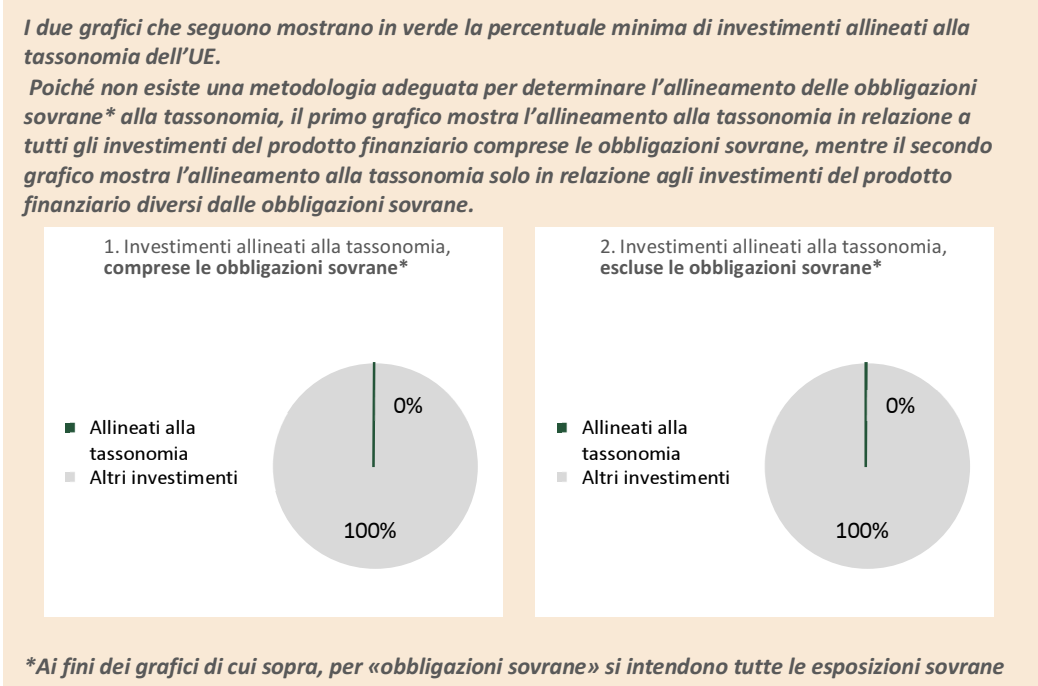 I due grafici che seguono mostrano in verde la percentuale minima di investimenti allineati alla
tassonomia dell’UE.
Poiché non esiste una metodologia adeguata per determinare l’allineamento delle obbligazioni
sovrane* alla tassonomia, il primo grafico mostra l’allineamento alla tassonomia in relazione a
tutti gli investimenti del prodotto finanziario comprese le obbligazioni sovrane, mentre il secondo
grafico mostra l’allineamento alla tassonomia solo in relazione agli investimenti del prodotto
finanziario diversi dalle obbligazioni sovrane.
1. Investimenti allineati alla tassonomia,
comprese le obbligazioni sovrane*
0%
Allineati alla
tassonomia
Altri investimenti
100%
2. Investimenti allineati alla tassonomia,
escluse le obbligazioni sovrane*
0%
Allineati alla
tassonomia
Altri investimenti
100%
*Ai fini dei grafici di cui sopra, per «obbligazioni sovrane» si intendono tutte le esposizioni sovrane